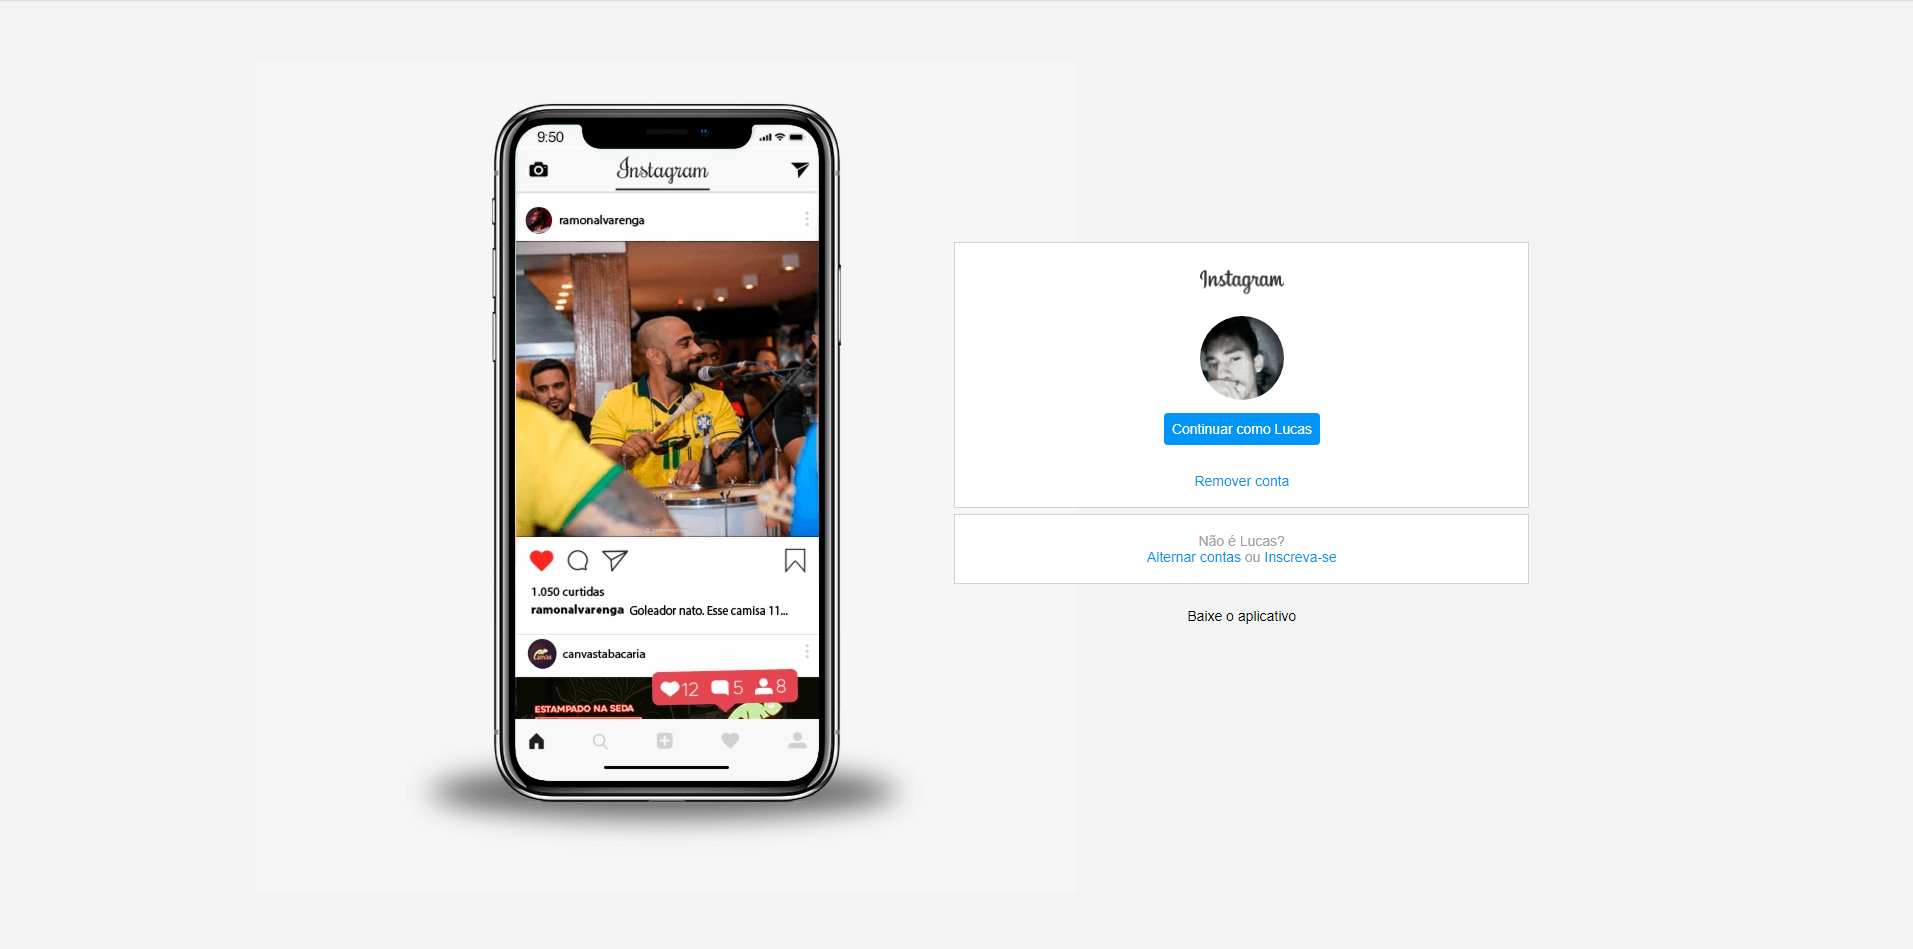 9:50
Instagram
ramonalvarenga
1.050 curtidas
ramonalvarenga Goleador nato. Esse camisa 11...
canvastabacaria
12 5 8
ESTAMPADO NA SEDA
Instagram
Continuar como Lucas
Remover conta
Não é Lucas?
Alternar contas ou Inscreva-se
Baixe o aplicativo